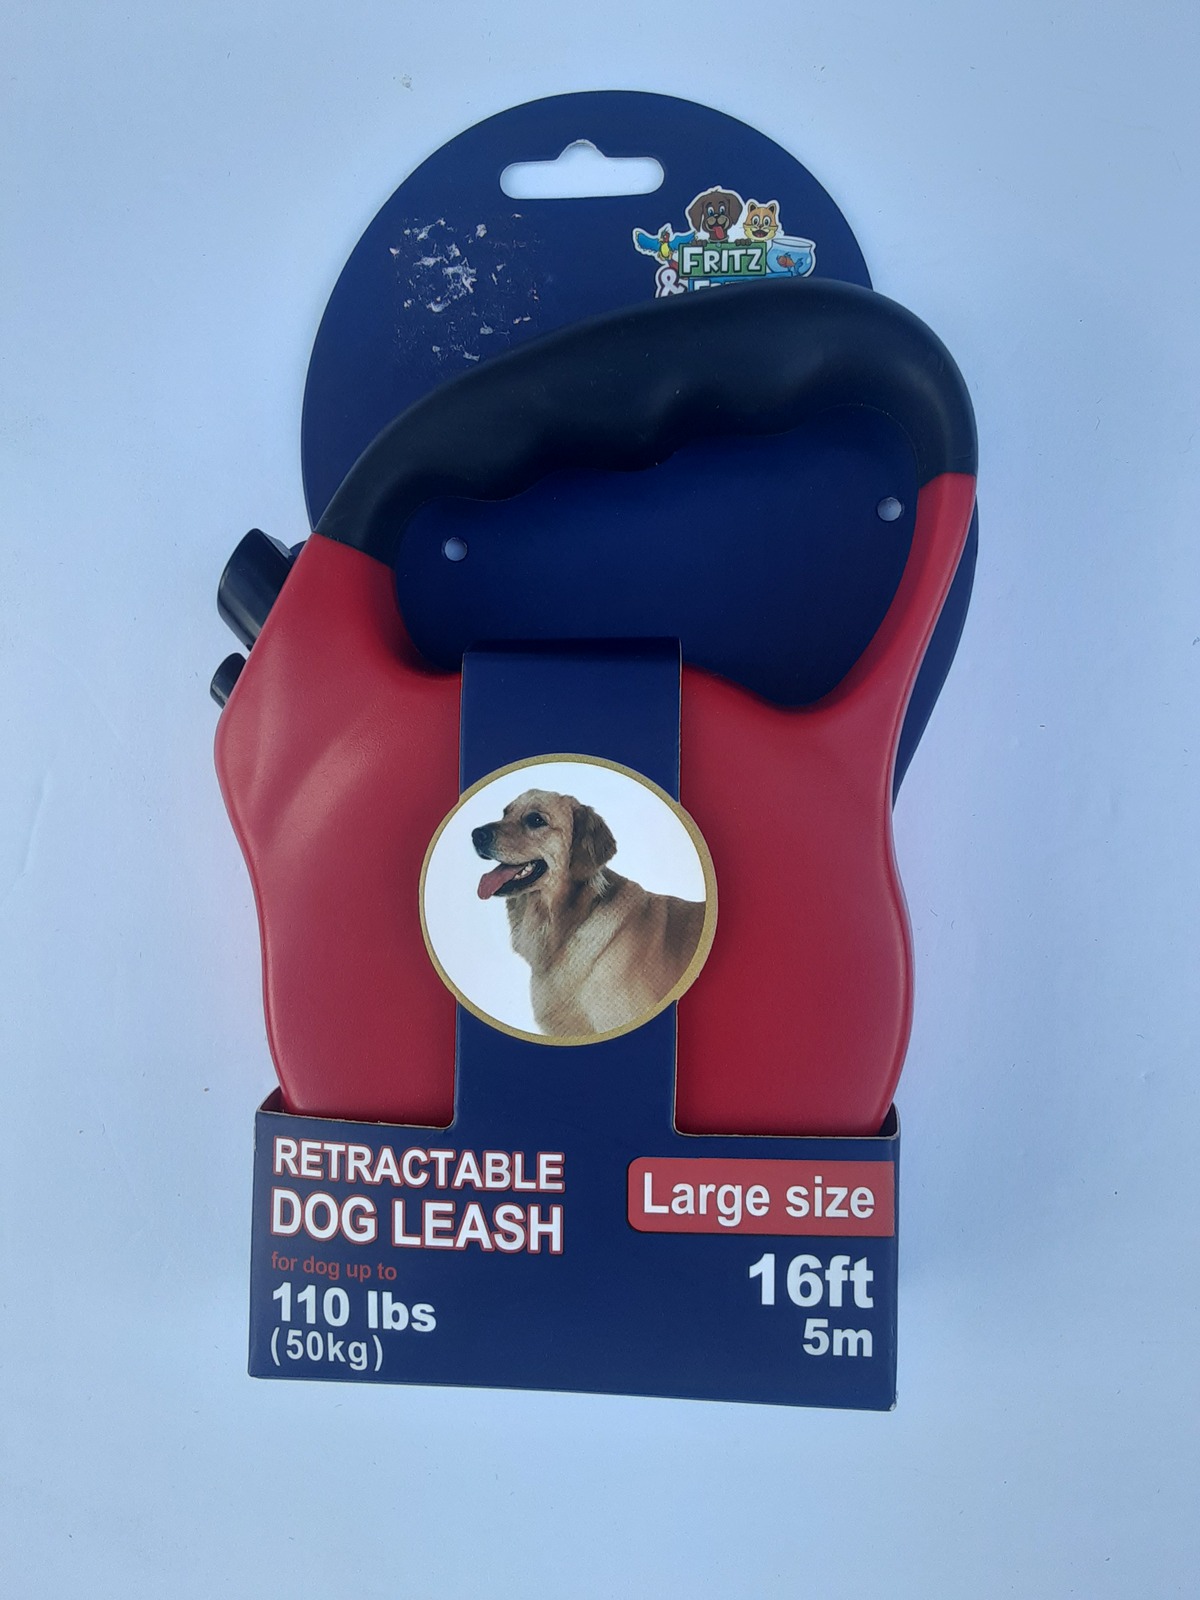 FRITZ
&
RETRACTABLE
DOG LEASH
for dog up to
110 lbs
(50kg)
Large size
16ft
5m